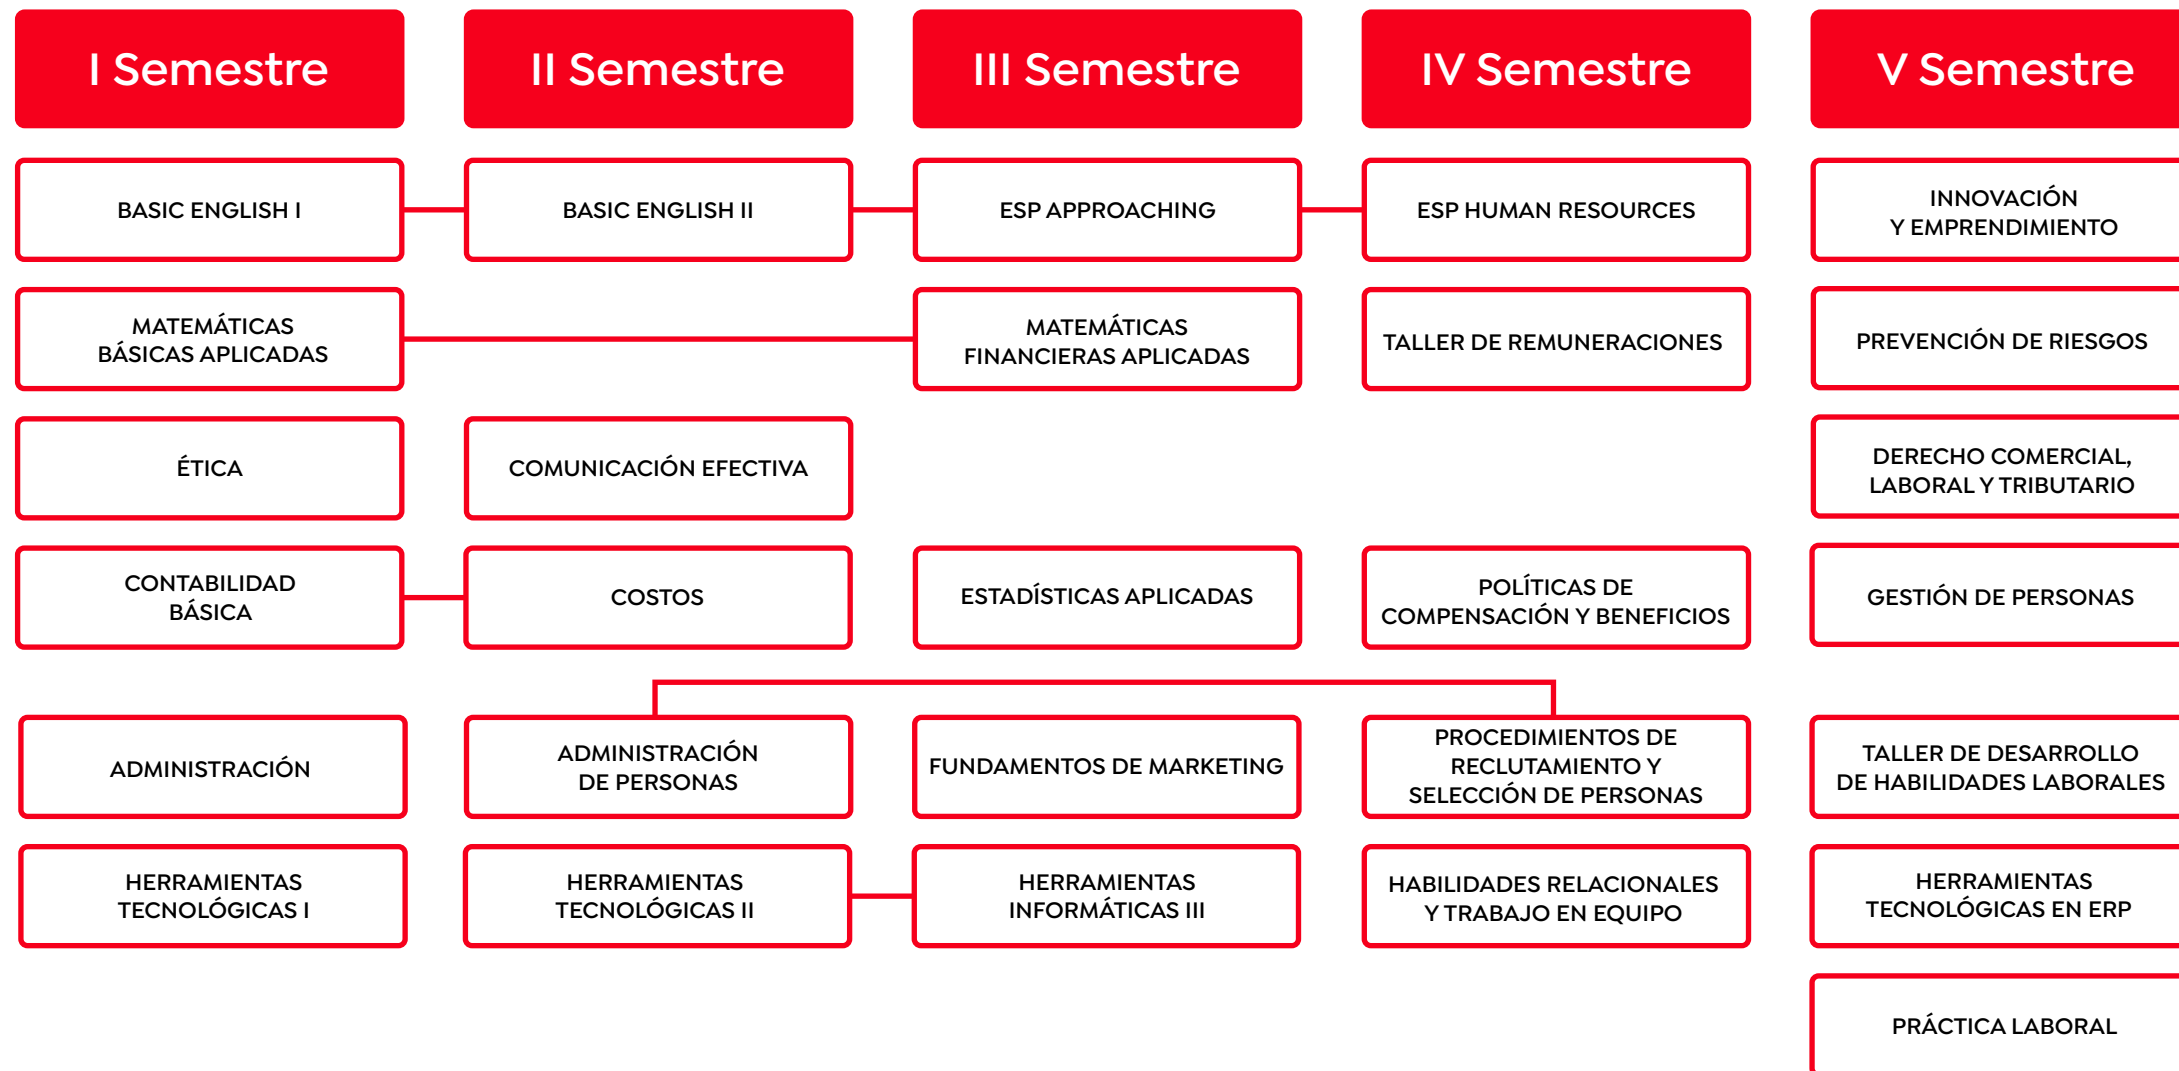 I Semestre
II Semestre
III Semestre
IV Semestre
V Semestre
BASIC ENGLISH I
BASIC ENGLISH II
ESP APPROACHING
ESP HUMAN RESOURCES
INNOVACIÓN
Y EMPRENDIMIENTO
MATEMÁTICAS
BÁSICAS APLICADAS
MATEMÁTICAS
FINANCIERAS APLICADAS
TALLER DE REMUNERACIONES
PREVENCIÓN DE RIESGOS
ÉTICA
COMUNICACIÓN EFECTIVA
DERECHO COMERCIAL,
LABORAL Y TRIBUTARIO
CONTABILIDAD
BÁSICA
COSTOS
ESTADÍSTICAS APLICADAS
POLÍTICAS DE
COMPENSACIÓN Y BENEFICIOS
GESTIÓN DE PERSONAS
ADMINISTRACIÓN
ADMINISTRACIÓN
DE PERSONAS
FUNDAMENTOS DE MARKETING
PROCEDIMIENTOS DE
RECLUTAMIENTO Y
SELECCIÓN DE PERSONAS
TALLER DE DESARROLLO
DE HABILIDADES LABORALES
HERRAMIENTAS
TECNOLÓGICAS I
HERRAMIENTAS
TECNOLÓGICAS II
HERRAMIENTAS
INFORMÁTICAS III
HABILIDADES RELACIONALES
Y TRABAJO EN EQUIPO
HERRAMIENTAS
TECNOLÓGICAS EN ERP
PRÁCTICA LABORAL